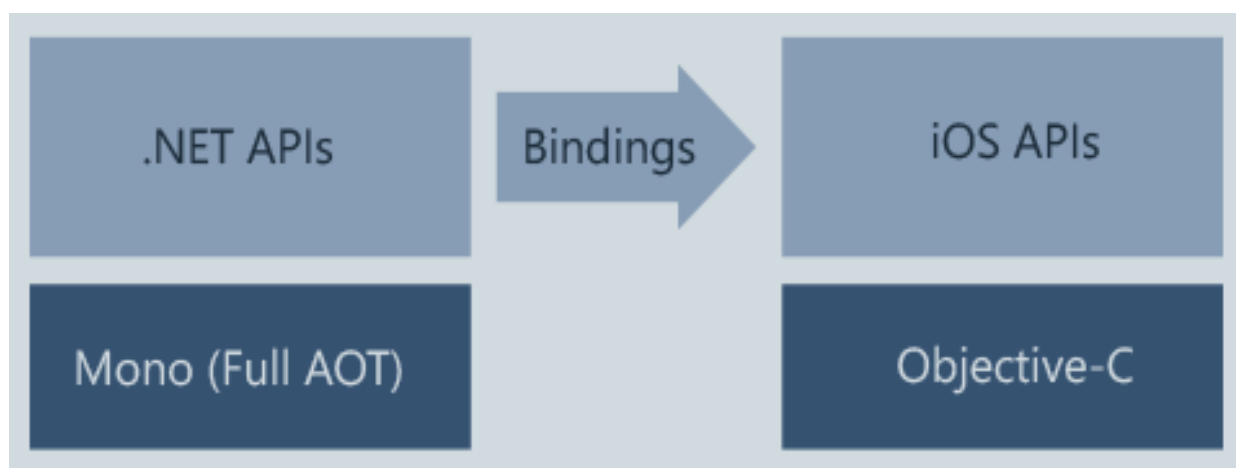 .NET APIs
Bindings
iOS APIs
Mono (Full AOT)
Objective-C